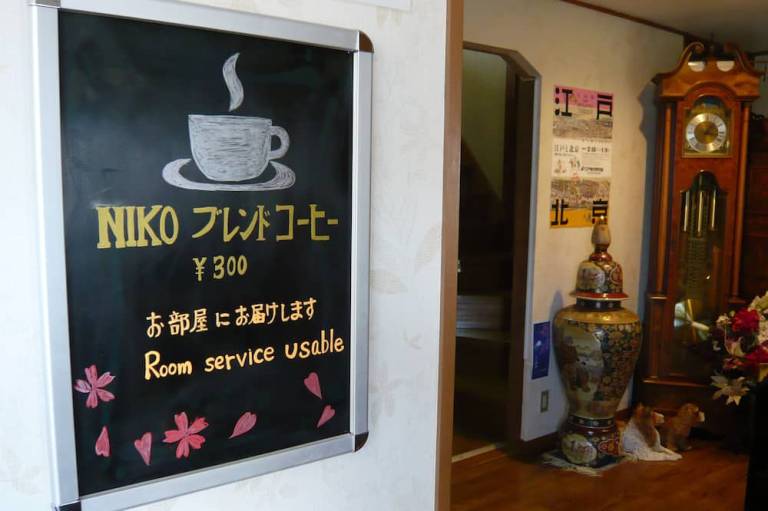 NIKO ブレンドコーヒー
¥300
お部屋にお届けします
Room service usable
江戸
北京